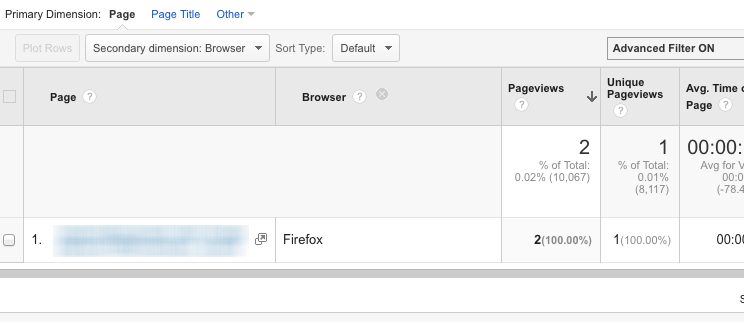 Primary Dimension: Page Page Title Other
Plot Rows Secondary dimension: Browser Sort Type: Default Advanced Filter ON
Page ? Browser ? Pageviews ? Unique Pageviews ? Avg. Time Page ?
2 1 00:00:
% of Total: % of Total: Avg for
0.02% (10,067) 0.01% 00:0
(8,117) (-78.4
1. Firefox 2(100.00%) 1(100.00%) 00:00